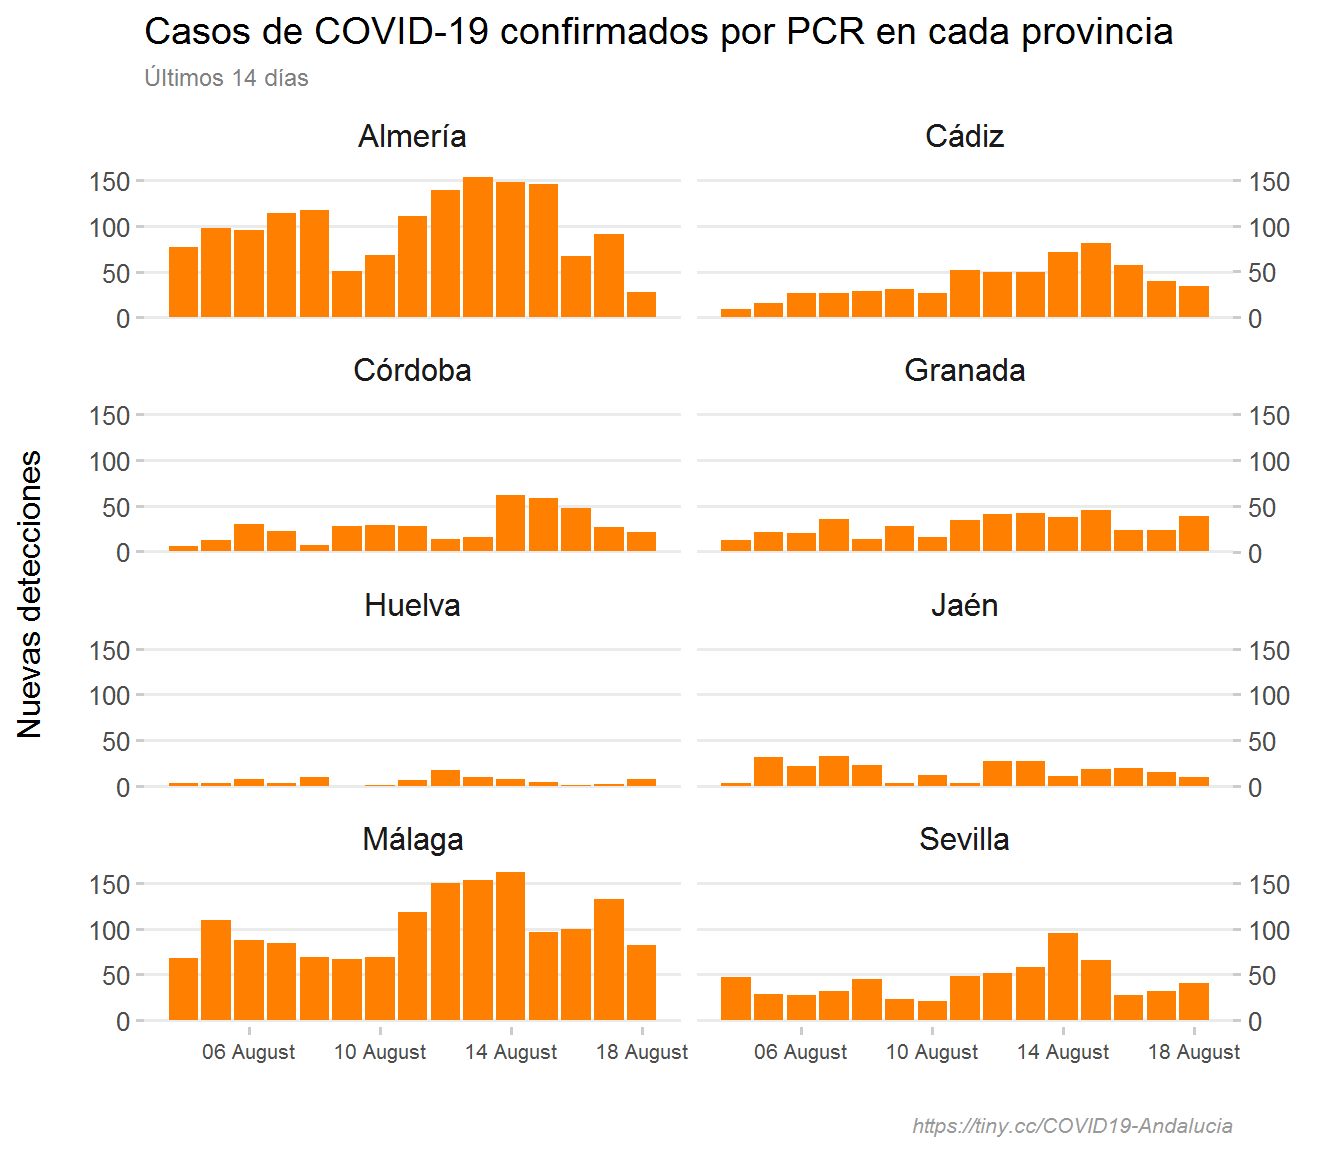 Casos de COVID-19 confirmados por PCR en cada provincia
Últimos 14 días
Almería
Cádiz
150
100
50
0
150
100
50
0
Córdoba
Granada
150
100
50
0
150
100
50
0
Nuevas detecciones
Huelva
Jaén
150
100
50
0
150
100
50
0
Málaga
Sevilla
150
100
50
0
150
100
50
0
06 August 10 August 14 August 18 August
06 August 10 August 14 August 18 August
https://tiny.cc/COVID19-Andalucia